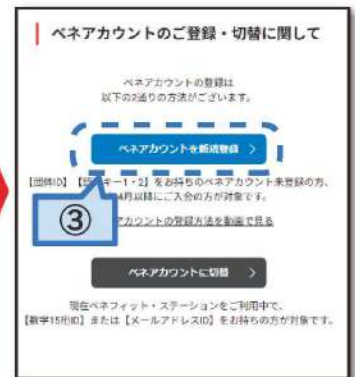 ベネアカウントのご登録・切替に関して
ベネアカウントの登録は
以下の2通りの方法がございます。
ベネアカウントを新規登録
【団体ID】【認証キー1・2】をお持ちのベネアカウント未登録の方、
4月以降にご入会の方が対象です。
③
アカウントの登録方法を動画で見る
ベネアカウントに切替
現在ベネフィット・ステーションをご利用中で、
【数字15桁ID】または【メールアドレスID】をお持ちの方が対象です。